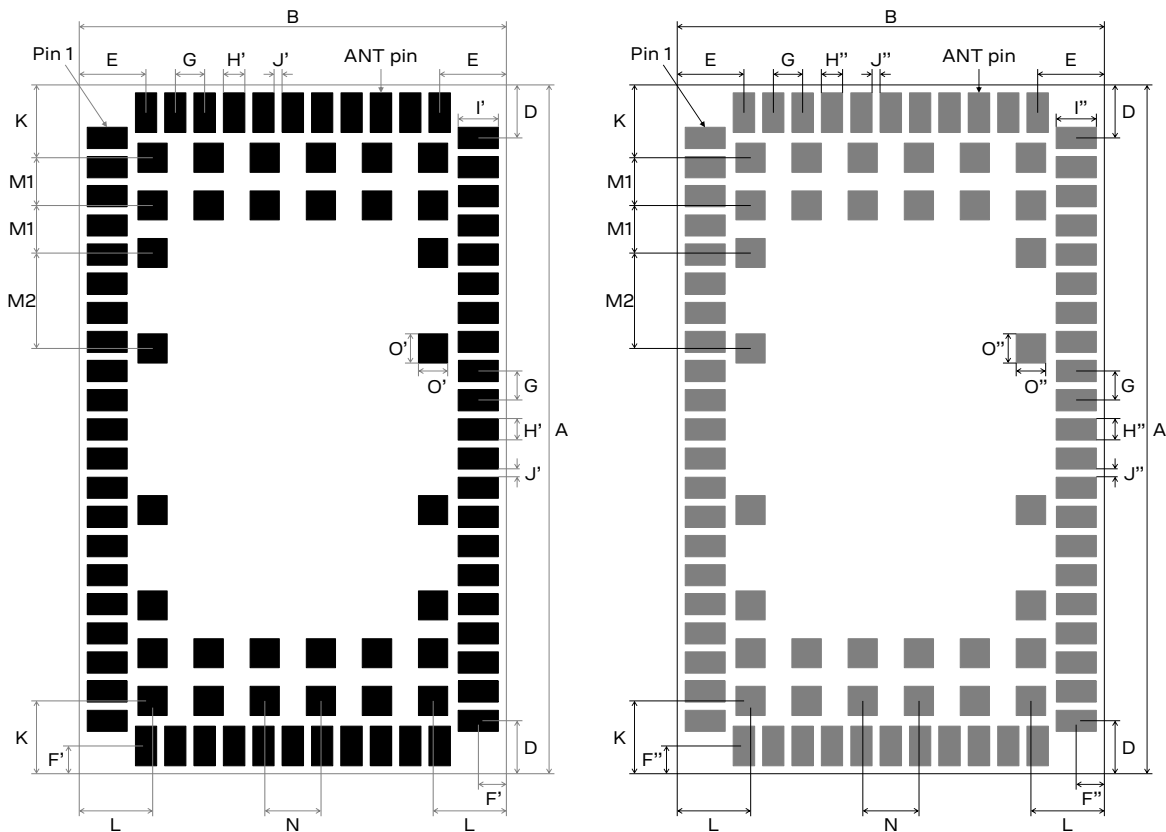 B
E G H’ J’ ANT pin E
Pin 1
K
I’
D
M1
M1
M2
O’
O’
G
A
H’
J’
K
D
F’
F’
L N L
B
E G H’’ J’’ ANT pin E
Pin 1
K
I’’
D
M1
M1
M2
O’’
O’’
G
A
H’’
J’’
K
D
F’’
F’’
L N L